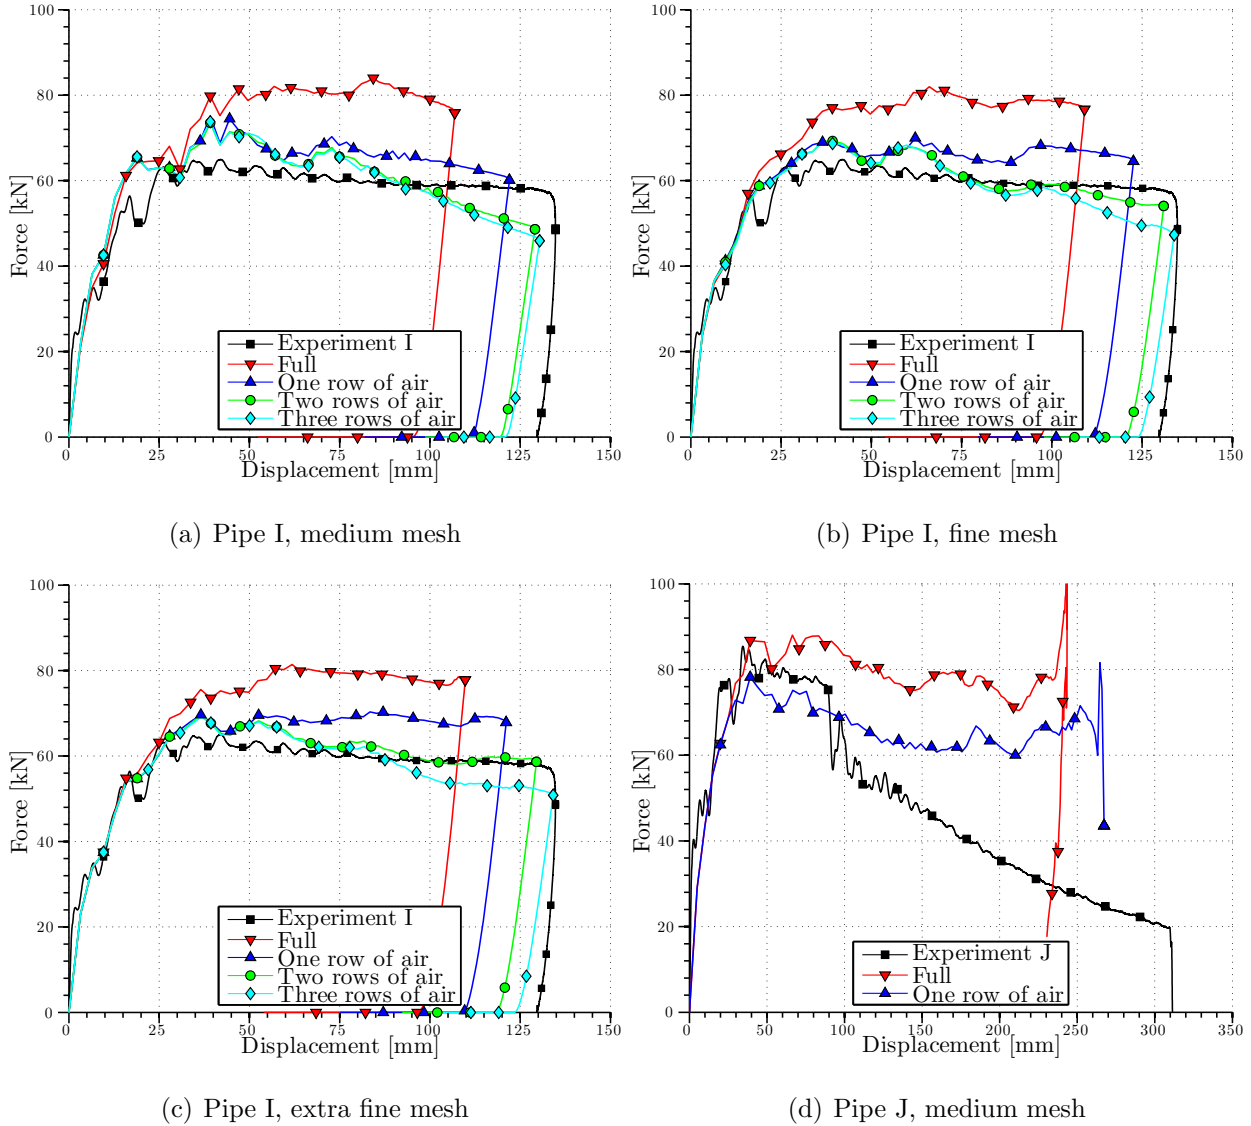 100
80
60
40
20
0
Force [kN]
0 25 50 75 100 125 150
Displacement [mm]
Experiment I
Full
One row of air
Two rows of air
Three rows of air
(a) Pipe I, medium mesh
100
80
60
40
20
0
Force [kN]
0 25 50 75 100 125 150
Displacement [mm]
Experiment I
Full
One row of air
Two rows of air
Three rows of air
(b) Pipe I, fine mesh
100
80
60
40
20
0
Force [kN]
0 25 50 75 100 125 150
Displacement [mm]
Experiment I
Full
One row of air
Two rows of air
Three rows of air
(c) Pipe I, extra fine mesh
100
80
60
40
20
0
Force [kN]
0 50 100 150 200 250 300 350
Displacement [mm]
Experiment J
Full
One row of air
(d) Pipe J, medium mesh